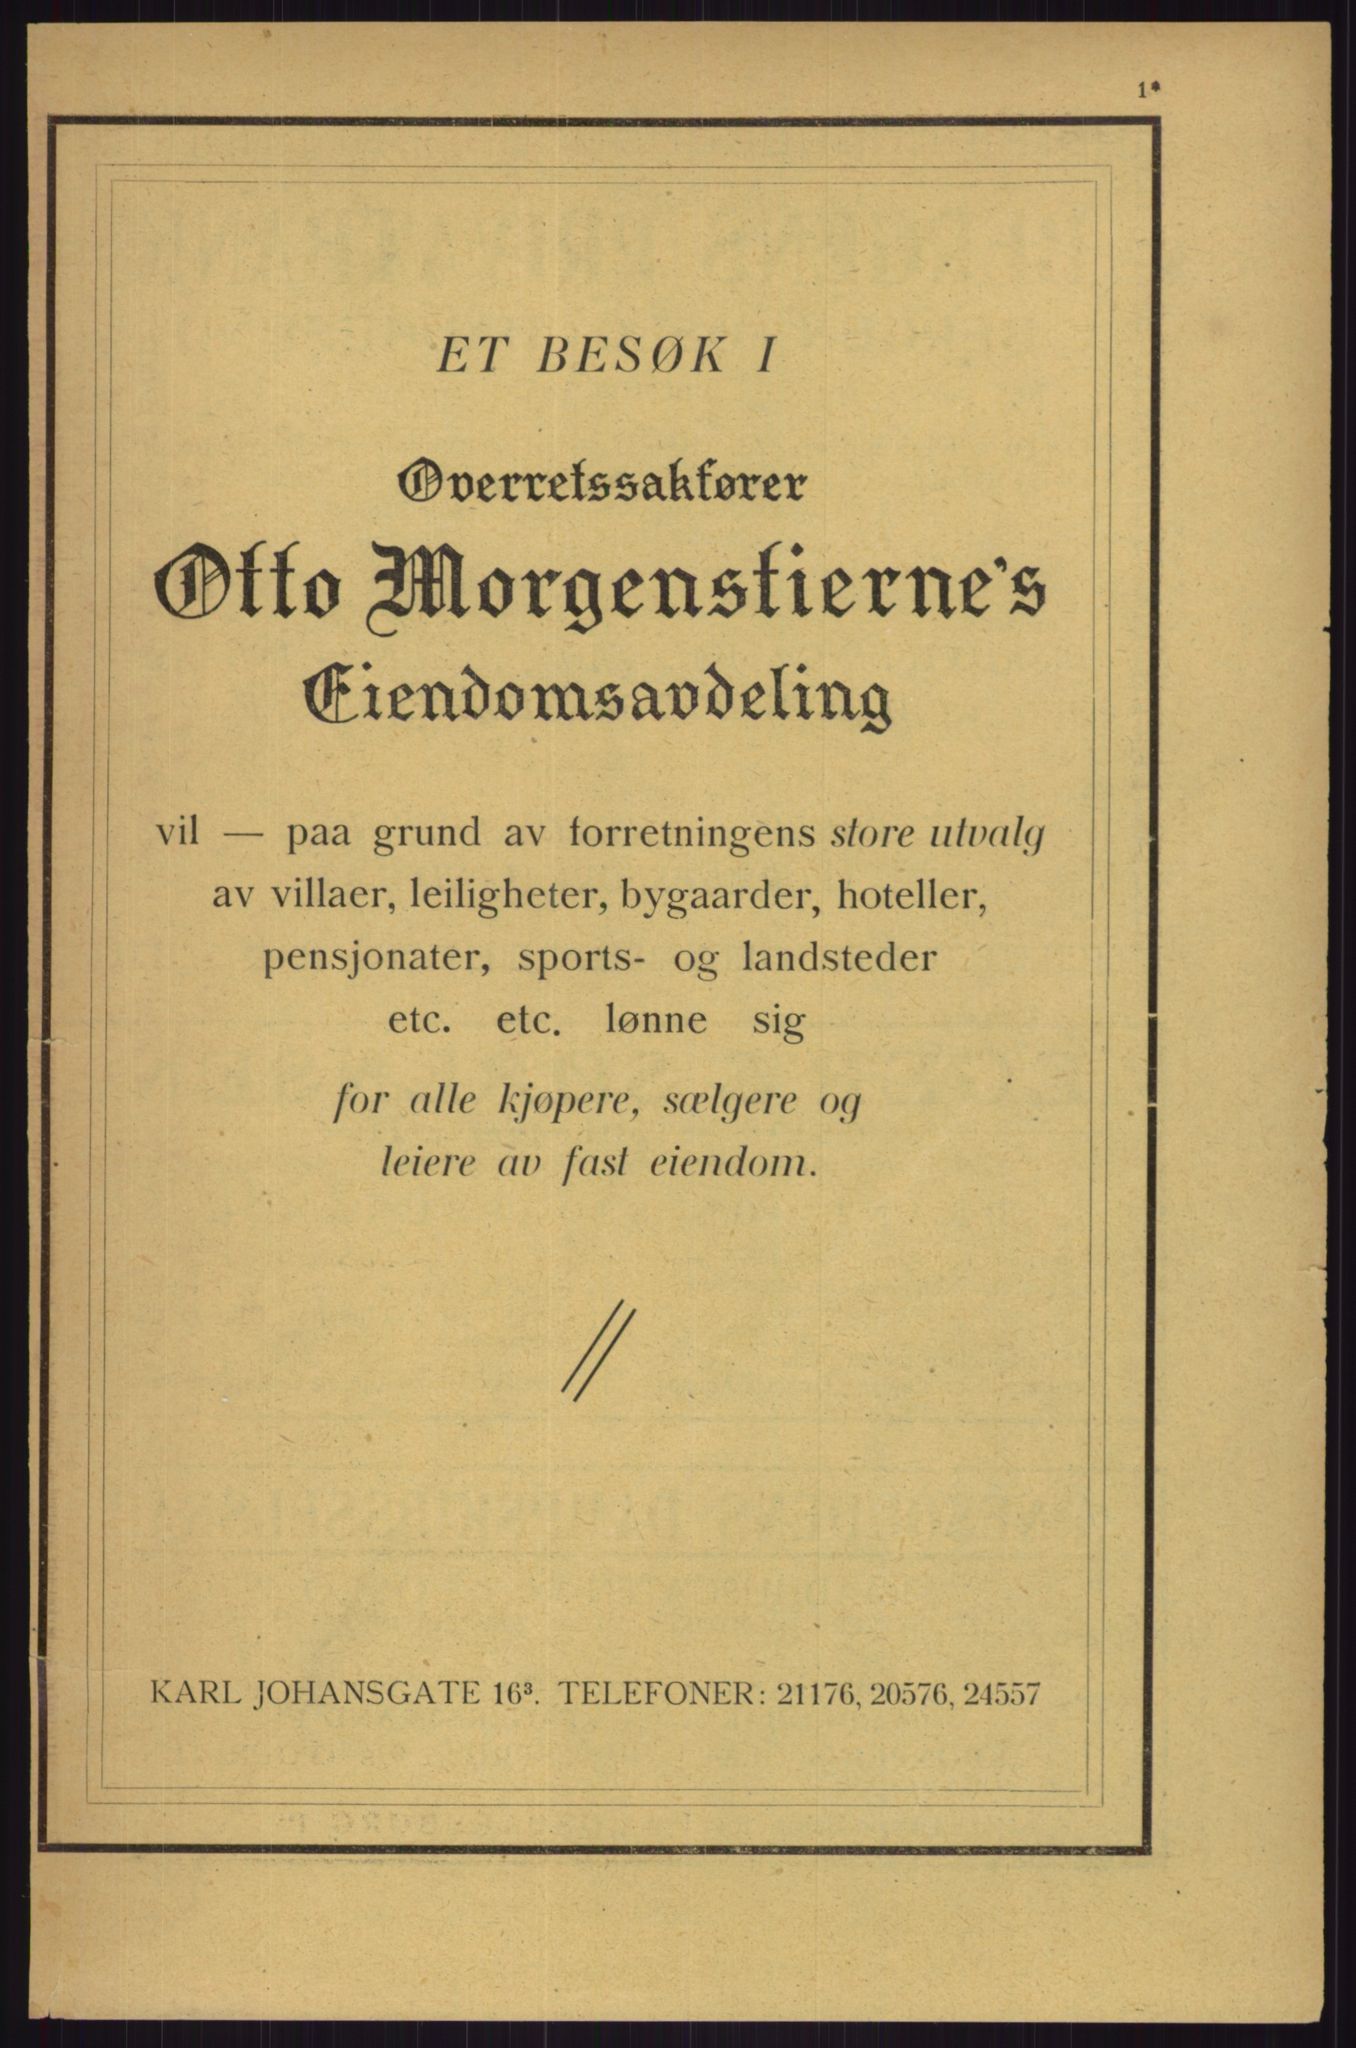 1*
ET BESØK I
Overretssakfører
Otto Morgenstierne's
Eiendomsavdeling
vil — paa grund av forretningens store utvalg
av villaer, leiligheter, bygaarder, hoteller,
pensjonater, sports- og landsteder
etc. etc. lønne sig
for alle kjøpere, sælgere og
leiere av fast eiendom.
KARL JOHANSGATE 16³. TELEFONER: 21176, 20576, 24557